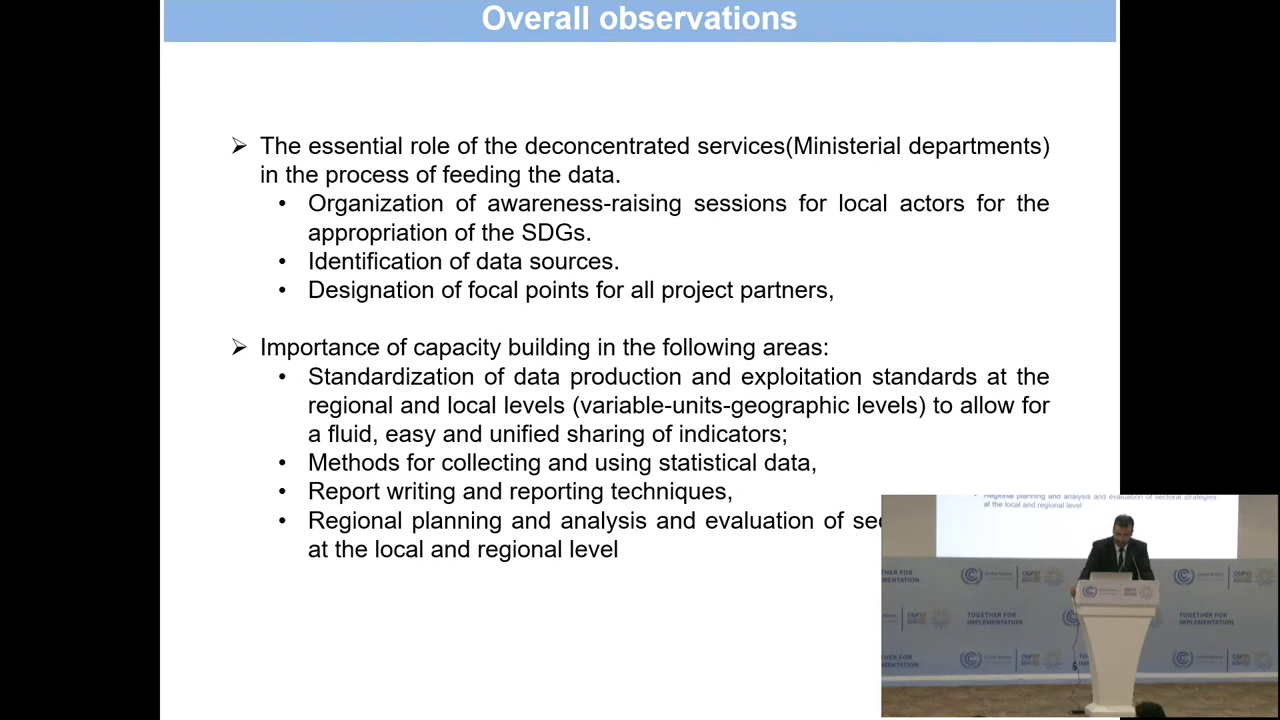 Overall observations
➢ The essential role of the deconcentrated services(Ministerial departments)
in the process of feeding the data.
• Organization of awareness-raising sessions for local actors for the
appropriation of the SDGs.
• Identification of data sources.
• Designation of focal points for all project partners,
➢ Importance of capacity building in the following areas:
• Standardization of data production and exploitation standards at the
regional and local levels (variable-units-geographic levels) to allow for
a fluid, easy and unified sharing of indicators;
• Methods for collecting and using statistical data,
• Report writing and reporting techniques,
• Regional planning and analysis and evaluation of
at the local and regional level
Regional planning and analysis and evaluation of sectoral strategies
at the local and regional level
TOGETHER FOR
IMPLEMENTATION
TOGETHER FOR
IMPLEMENTATION